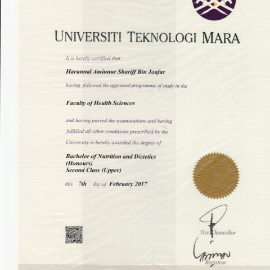 UNIVERSITI TEKNOLOGI MARA
It is hereby certified that
Harunnal Aminnur Shariff Bin Jaafar
having followed the approved programme of study in the
Faculty of Health Sciences
and having passed the examinations and having
fulfilled all other conditions prescribed by the
University is hereby awarded the degree of
Bachelor of Nutrition and Dietetics
(Honours)
Second Class (Upper)
this 7th day of February 2017
Vice Chancellor
Registrar